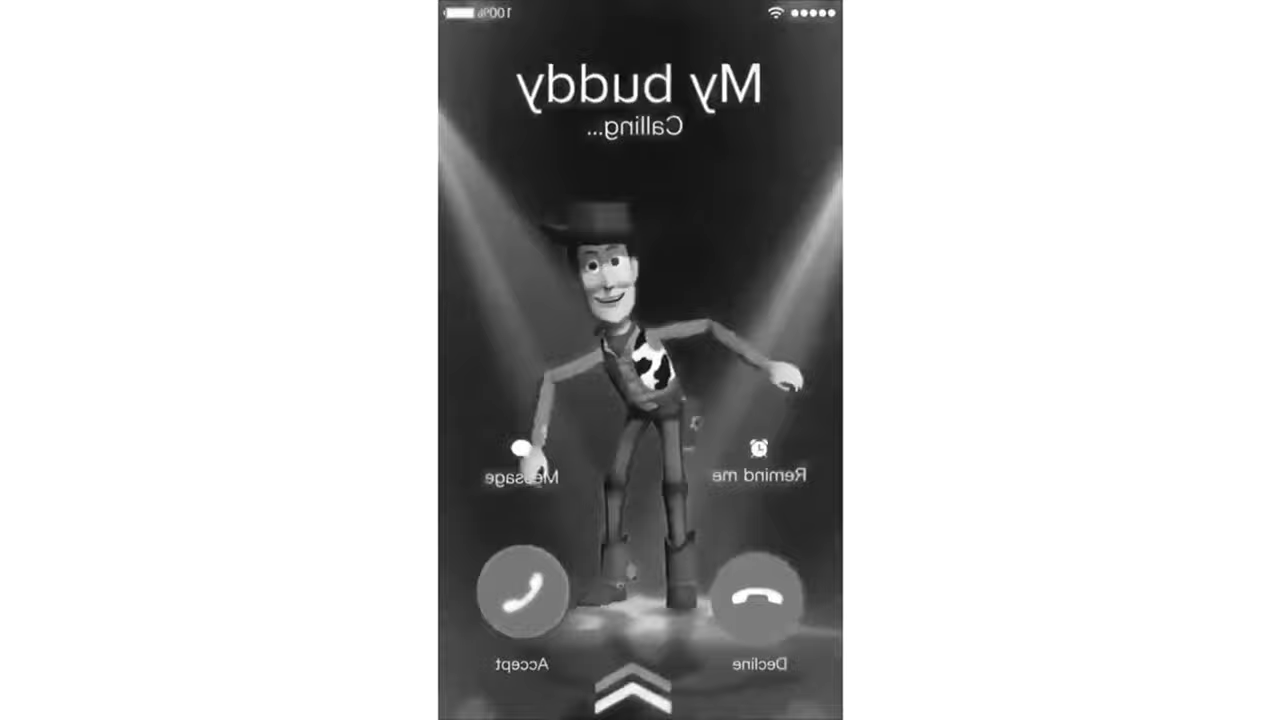 100%
My buddy
Calling...
Remind me
Message
Decline
Accept